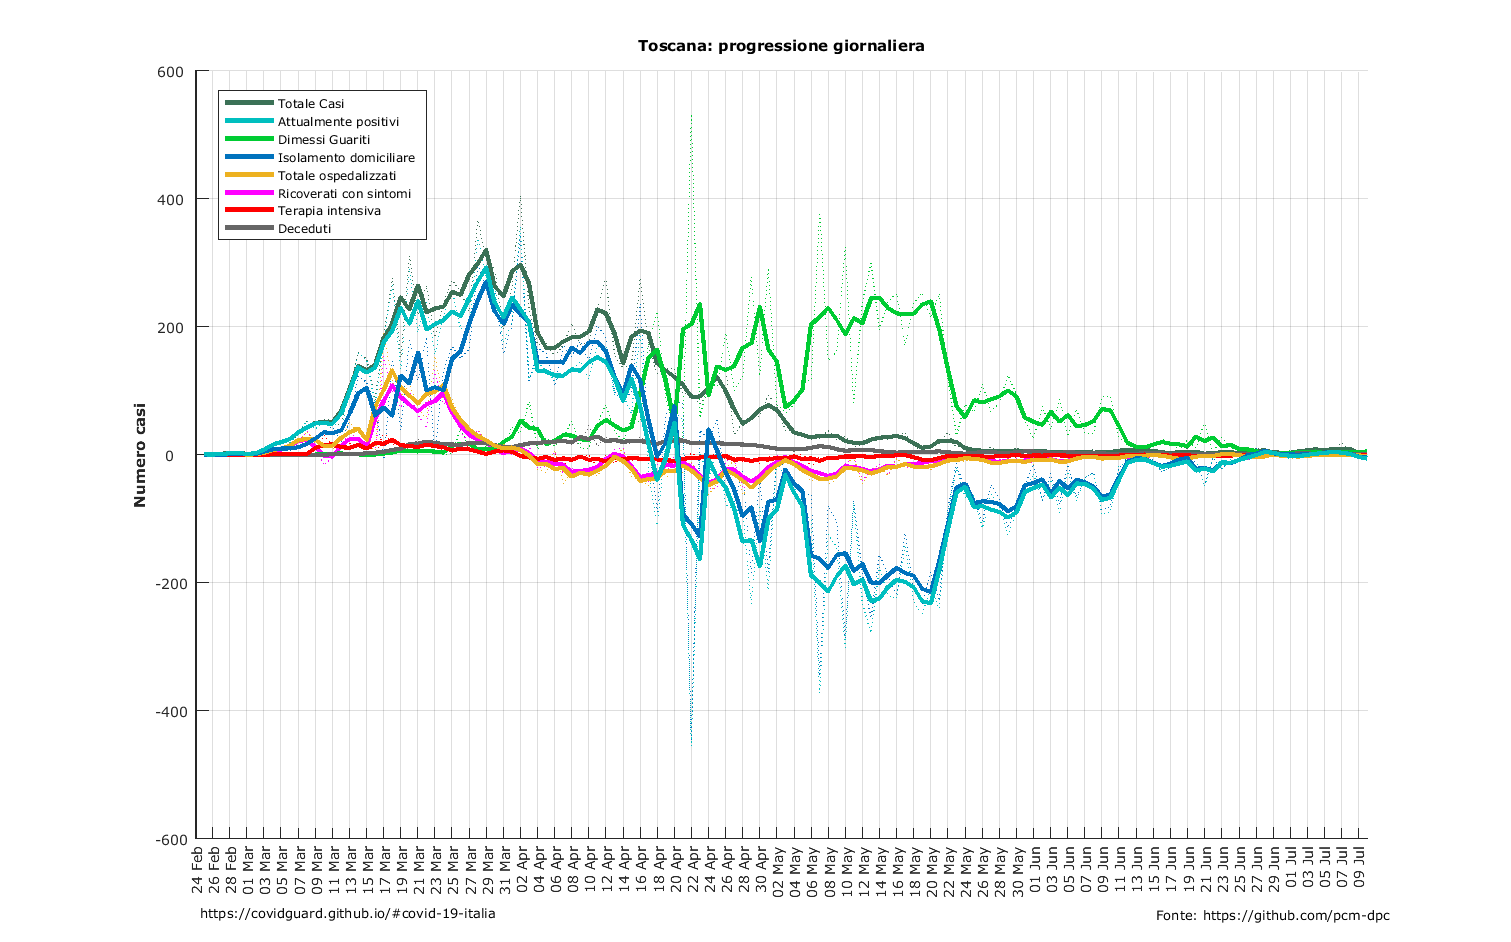 Toscana: progressione giornaliera
Numero casi
600
400
200
0
-200
-400
-600
Totale Casi
Attualmente positivi
Dimessi Guariti
Isolamento domiciliare
Totale ospedalizzati
Ricoverati con sintomi
Terapia intensiva
Deceduti
24 Feb
26 Feb
28 Feb
01 Mar
03 Mar
05 Mar
07 Mar
09 Mar
11 Mar
13 Mar
15 Mar
17 Mar
19 Mar
21 Mar
23 Mar
25 Mar
27 Mar
29 Mar
31 Mar
02 Apr
04 Apr
06 Apr
08 Apr
10 Apr
12 Apr
14 Apr
16 Apr
18 Apr
20 Apr
22 Apr
24 Apr
26 Apr
28 Apr
30 Apr
02 May
04 May
06 May
08 May
10 May
12 May
14 May
16 May
18 May
20 May
22 May
24 May
26 May
28 May
30 May
01 Jun
03 Jun
05 Jun
07 Jun
09 Jun
11 Jun
13 Jun
15 Jun
17 Jun
19 Jun
21 Jun
23 Jun
25 Jun
27 Jun
29 Jun
01 Jul
03 Jul
05 Jul
07 Jul
09 Jul
https://covidguard.github.io/#covid-19-italia
Fonte: https://github.com/pcm-dpc